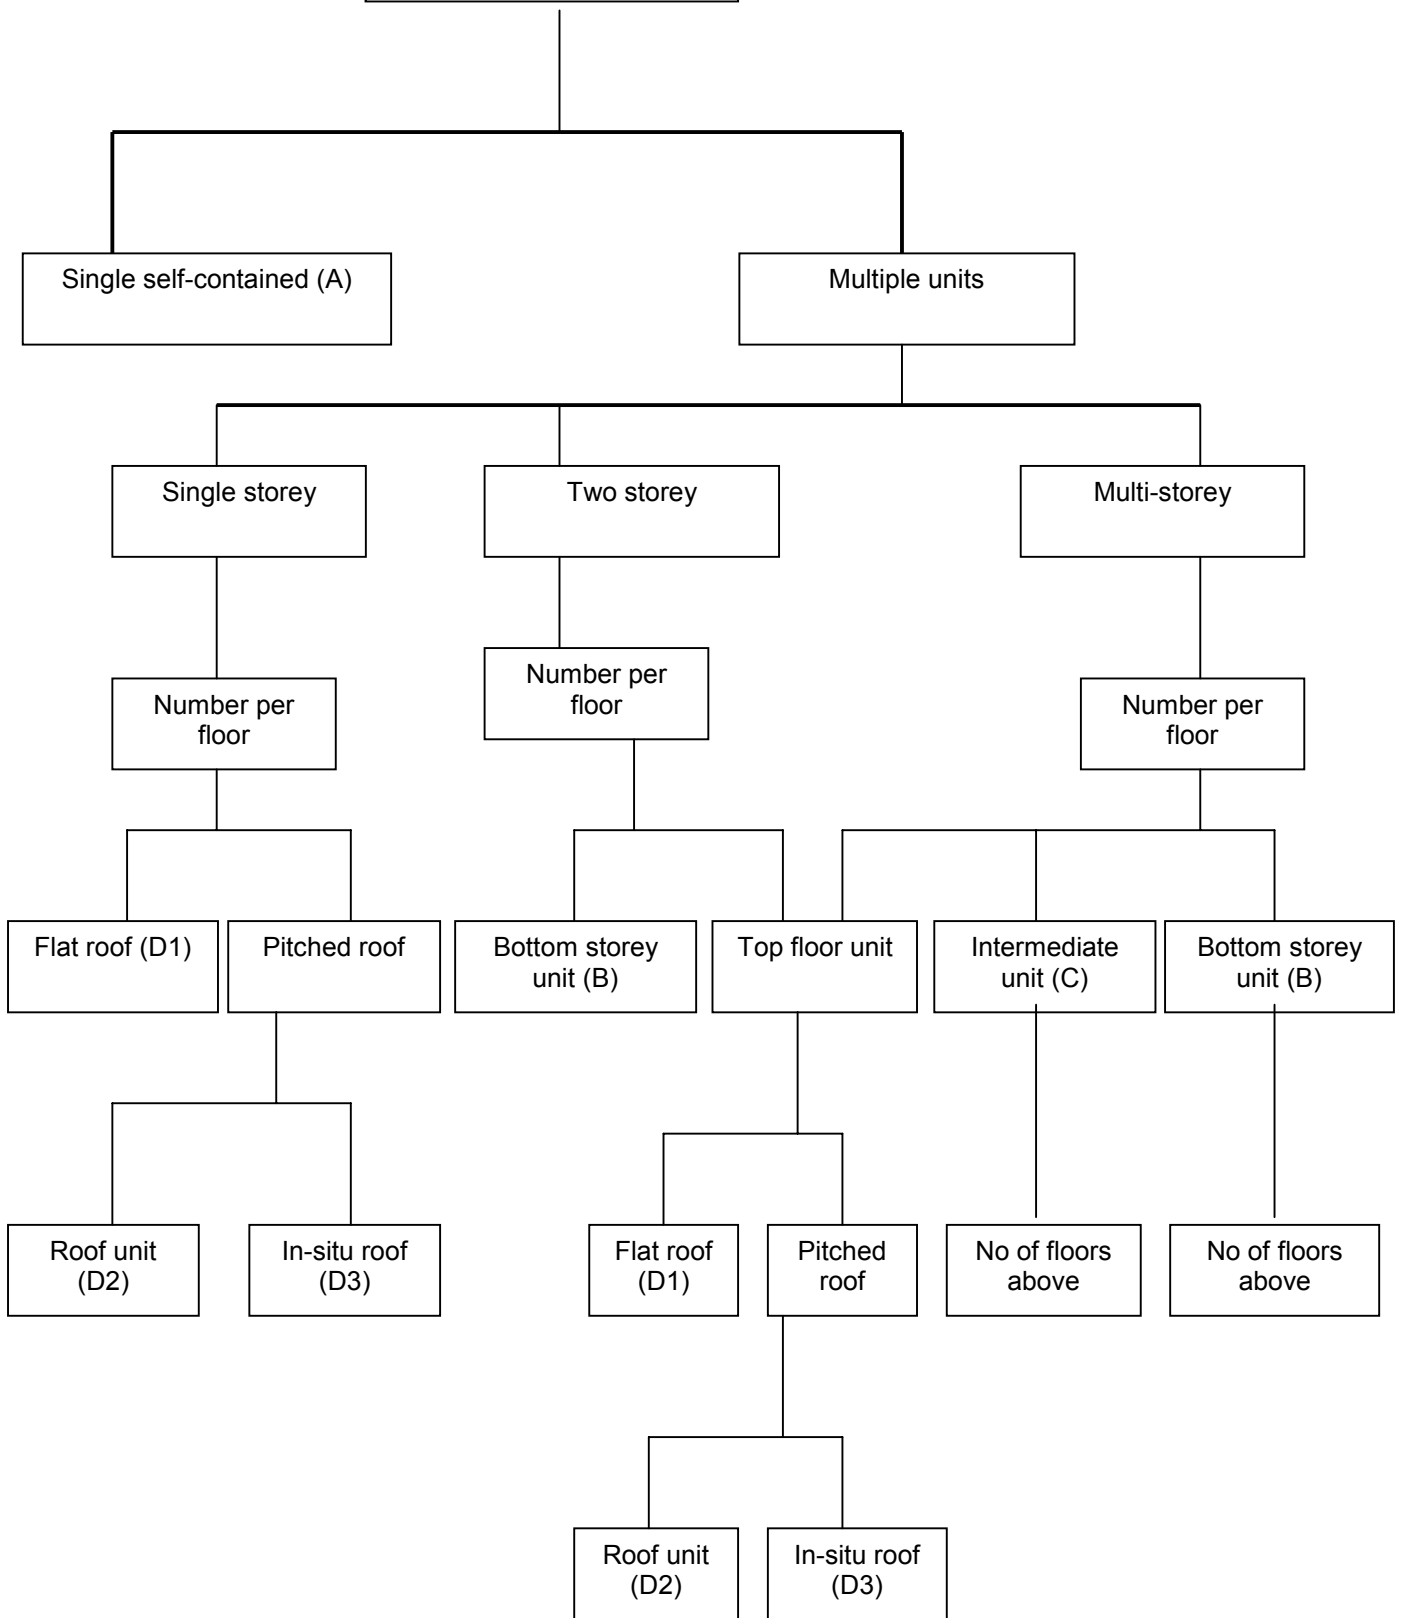 Single self-contained (A)
Multiple units
Single storey
Two storey
Multi-storey
Number per
floor
Number per
floor
Number per
floor
Flat roof (D1)
Pitched roof
Bottom storey
unit (B)
Top floor unit
Intermediate
unit (C)
Bottom storey
unit (B)
Roof unit
(D2)
In-situ roof
(D3)
Flat roof
(D1)
Pitched
roof
No of floors
above
No of floors
above
Roof unit
(D2)
In-situ roof
(D3)